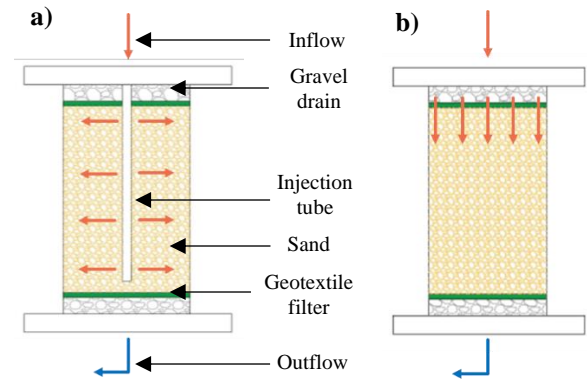 a)
b)
Inflow
Gravel
drain
Injection
tube
Sand
Geotextile
filter
Outflow